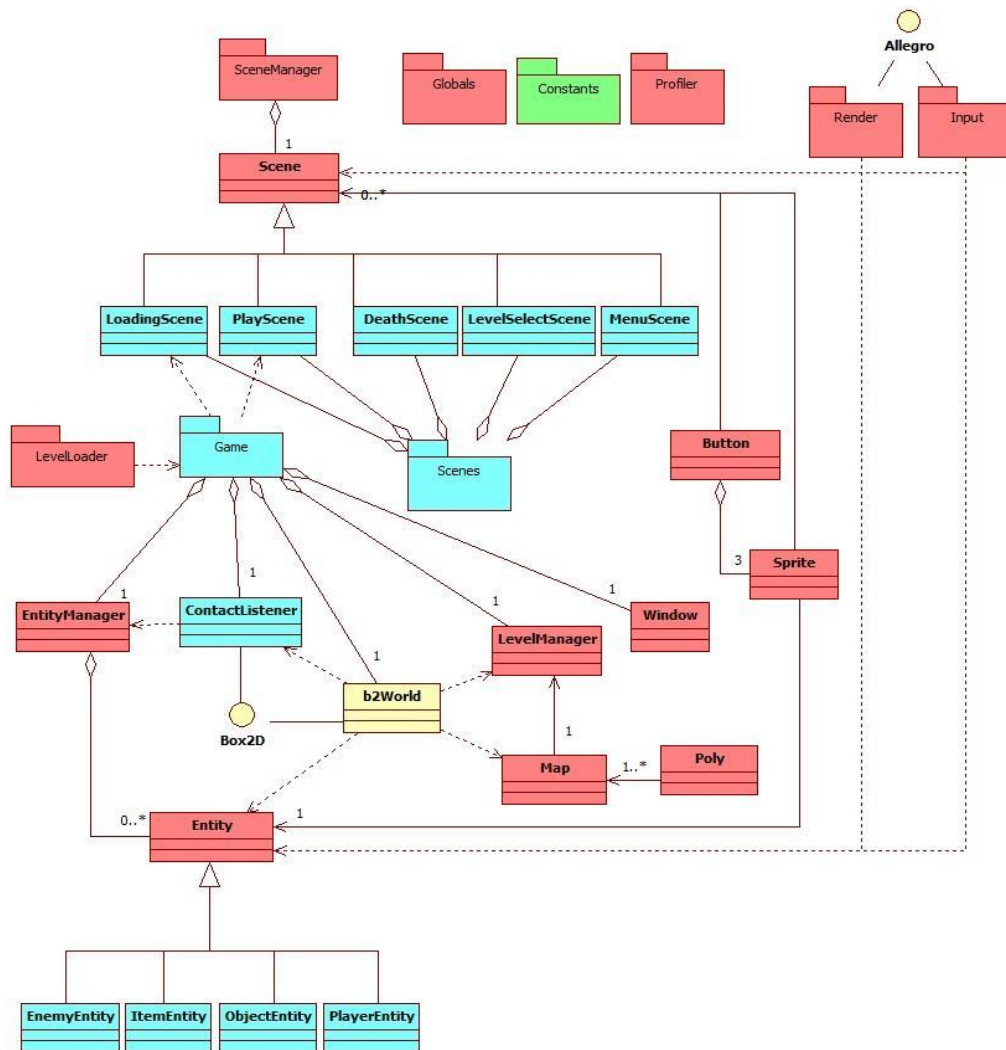 Allegro
SceneManager
Globals
Constants
Profiler
Render
Input
1
Scene
0..*
LoadingScene
PlayScene
DeathScene
LevelSelectScene
MenuScene
LevelLoader
Game
Scenes
Button
3
Sprite
1
1
1
1
1
EntityManager
ContactListener
LevelManager
Window
b2World
Box2D
1
Map
1..*
Poly
0..*
Entity
1
EnemyEntity
ItemEntity
ObjectEntity
PlayerEntity